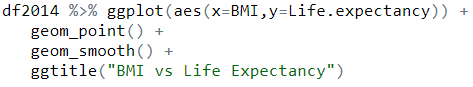 df2014 %>% ggplot(aes(x=BMI,y=Life.expectancy)) +
geom_point() +
geom_smooth() +
ggtitle("BMI vs Life Expectancy")